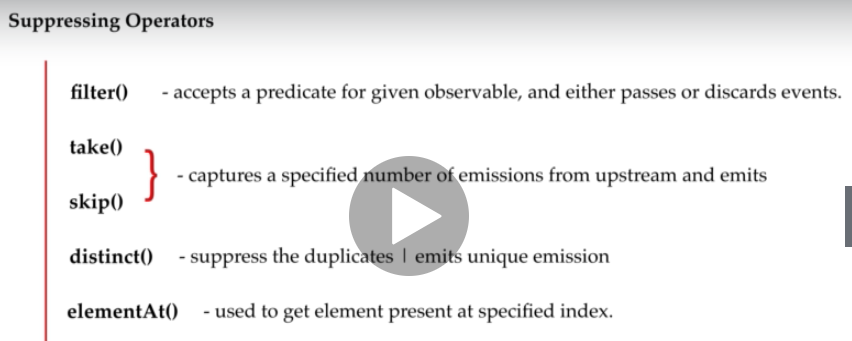 Suppressing Operators
filter() - accepts a predicate for given observable, and either passes or discards events.
take()
- captures a specified number of emissions from upstream and emits
skip()
distinct() - suppress the duplicates | emits unique emission
elementAt() - used to get element present at specified index.